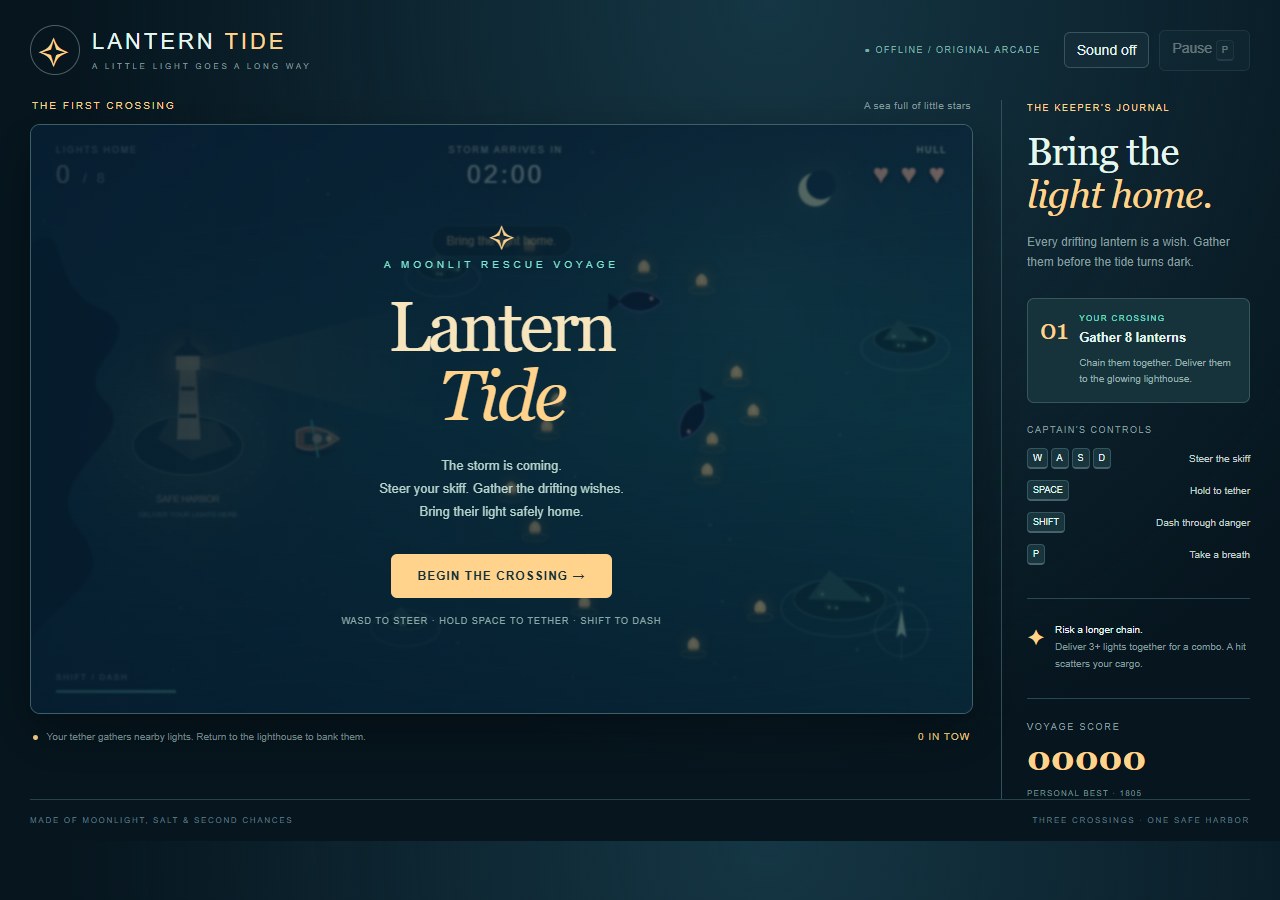 LANTERN TIDE
A LITTLE LIGHT GOES A LONG WAY
OFFLINE / ORIGINAL ARCADE
Sound off
Pause P
THE FIRST CROSSING
A sea full of little stars
LIGHTS HOME
0 / 8
STORM ARRIVES IN
02:00
HULL
Bring the light home.
A MOONLIT RESCUE VOYAGE
Lantern
Tide
The storm is coming.
Steer your skiff. Gather the drifting wishes.
Bring their light safely home.
BEGIN THE CROSSING →
WASD TO STEER · HOLD SPACE TO TETHER · SHIFT TO DASH
SAFE HARBOR
N
SHIFT / DASH
Your tether gathers nearby lights. Return to the lighthouse to bank them.
0 IN TOW
THE KEEPER'S JOURNAL
Bring the
light home.
Every drifting lantern is a wish. Gather
them before the tide turns dark.
01
YOUR CROSSING
Gather 8 lanterns
Chain them together. Deliver them
to the glowing lighthouse.
CAPTAIN'S CONTROLS
W A S D Steer the skiff
SPACE Hold to tether
SHIFT Dash through danger
P Take a breath
Risk a longer chain.
Deliver 3+ lights together for a combo. A hit
scatters your cargo.
VOYAGE SCORE
00000
PERSONAL BEST · 1805
MADE OF MOONLIGHT, SALT & SECOND CHANCES
THREE CROSSINGS · ONE SAFE HARBOR